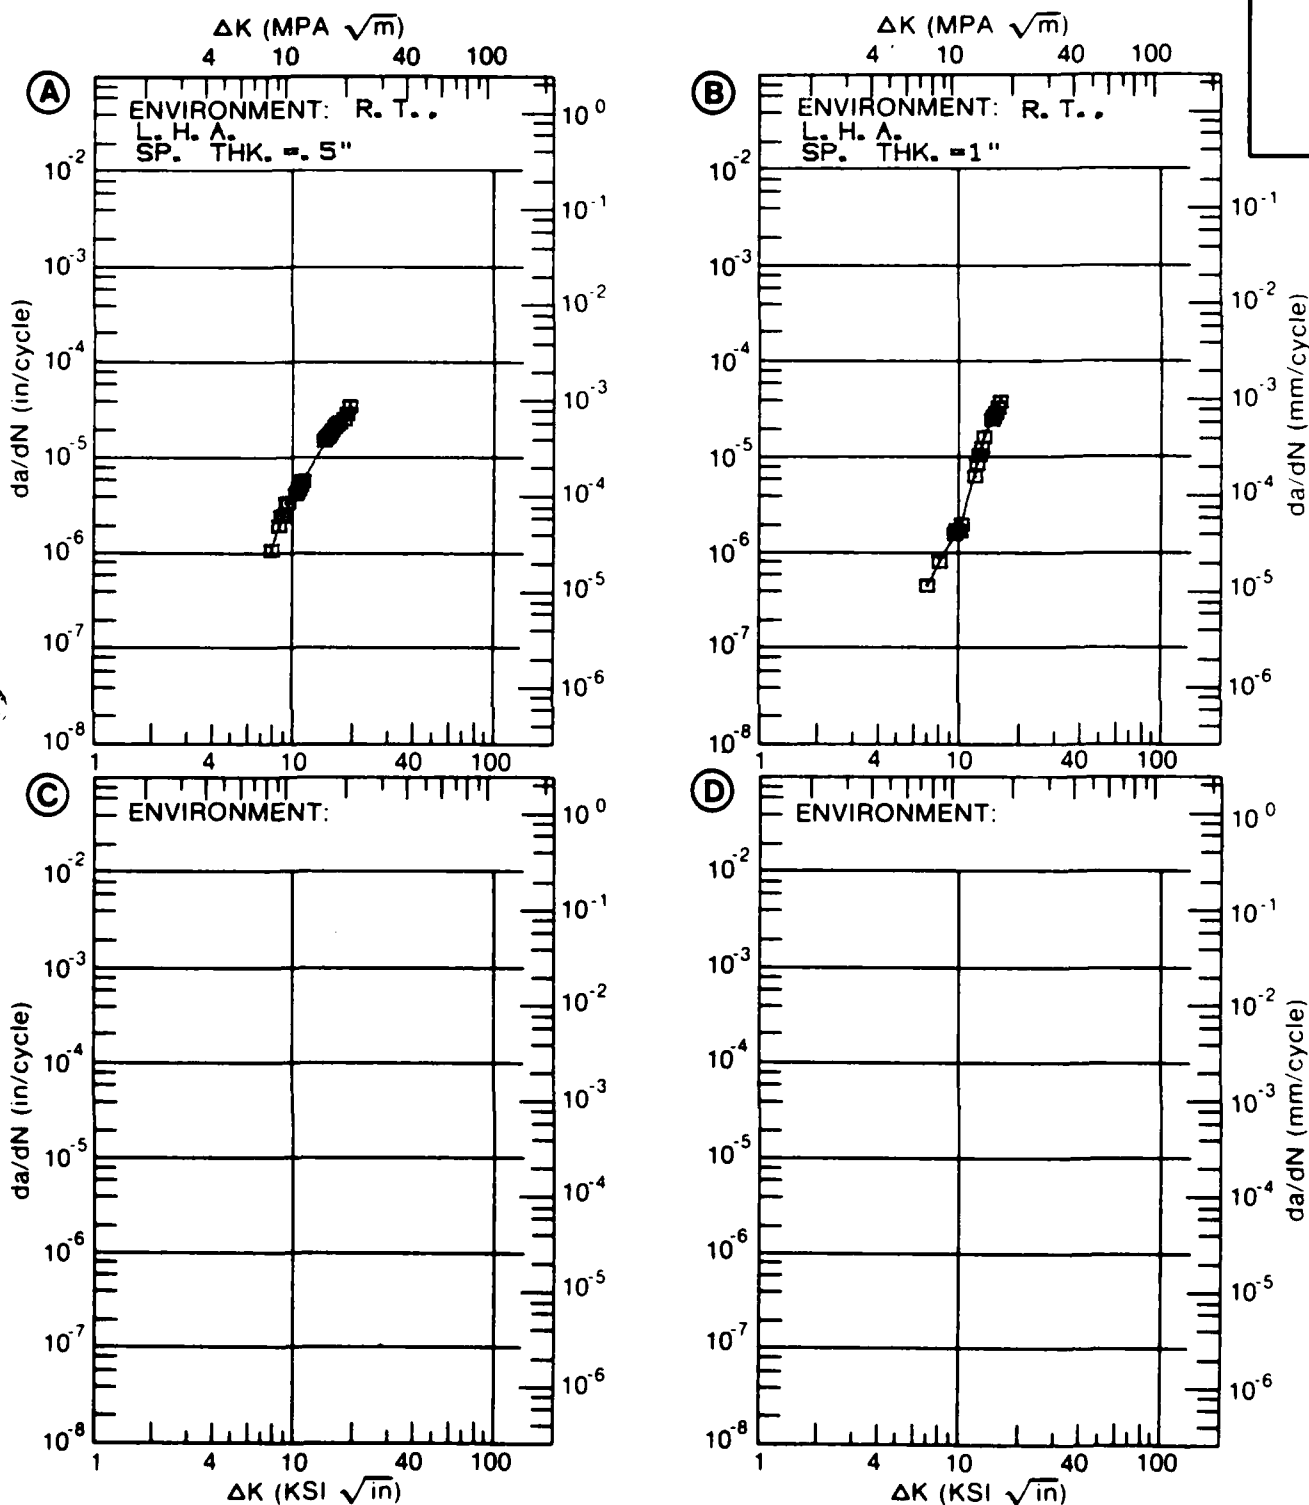 ΔK (MPA √m)
4 10 40 100
A
ENVIRONMENT: R. T. .
L. H. A.
SP. THK. =. 5"
10^-2
10^-3
10^-4
10^-5
10^-6
10^-7
10^-8
da/dN (in/cycle)
10^0
10^-1
10^-2
10^-3
10^-4
10^-5
10^-6
1 4 10 40 100
ΔK (MPA √m)
4 10 40 100
B
ENVIRONMENT: R. T. .
L. H. A.
SP. THK. =1"
10^-2
10^-3
10^-4
10^-5
10^-6
10^-7
10^-8
10^-1
10^-2
10^-3
10^-4
10^-5
10^-6
da/dN (mm/cycle)
1 4 10 40 100
C
ENVIRONMENT:
10^-2
10^-3
10^-4
10^-5
10^-6
10^-7
10^-8
da/dN (in/cycle)
10^0
10^-1
10^-2
10^-3
10^-4
10^-5
10^-6
1 4 10 40 100
ΔK (KSI √in)
D
ENVIRONMENT:
10^-2
10^-3
10^-4
10^-5
10^-6
10^-7
10^-8
10^0
10^-1
10^-2
10^-3
10^-4
10^-5
10^-6
da/dN (mm/cycle)
1 4 10 40 100
ΔK (KSI √in)